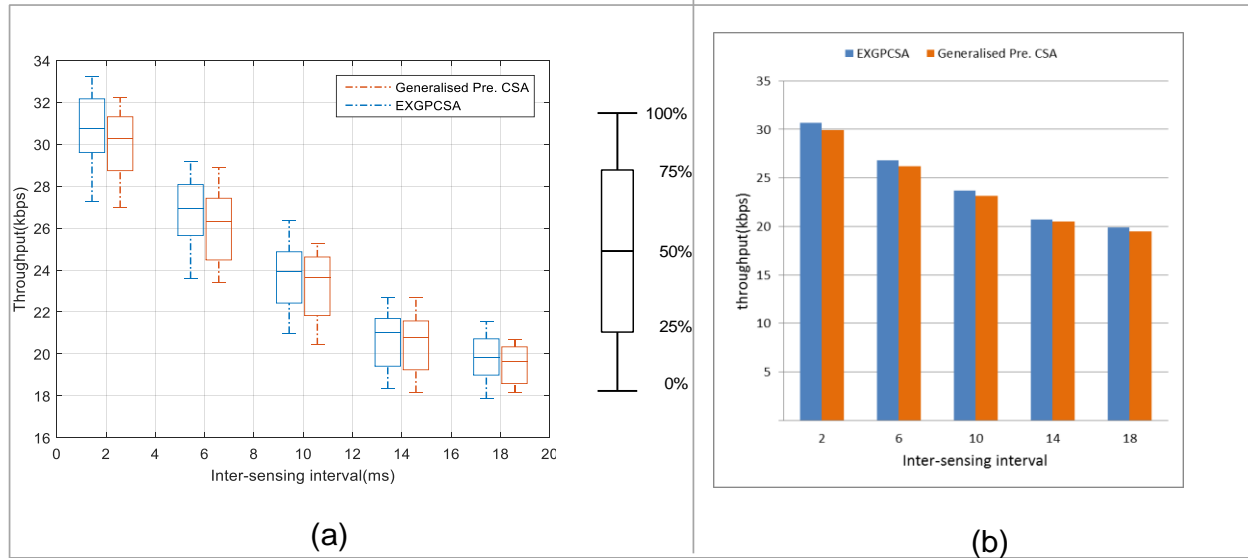 34
32
30
28
26
24
22
20
18
16
Throughput(kbps)
Generalised Pre. CSA
EXGPCSA
0 2 4 6 8 10 12 14 16 18 20
Inter-sensing interval(ms)
(a)
100%
75%
50%
25%
0%
EXGPCSA Generalised Pre. CSA
35
30
25
20
15
10
5
throughput(kbps)
2 6 10 14 18
Inter-sensing interval
(b)